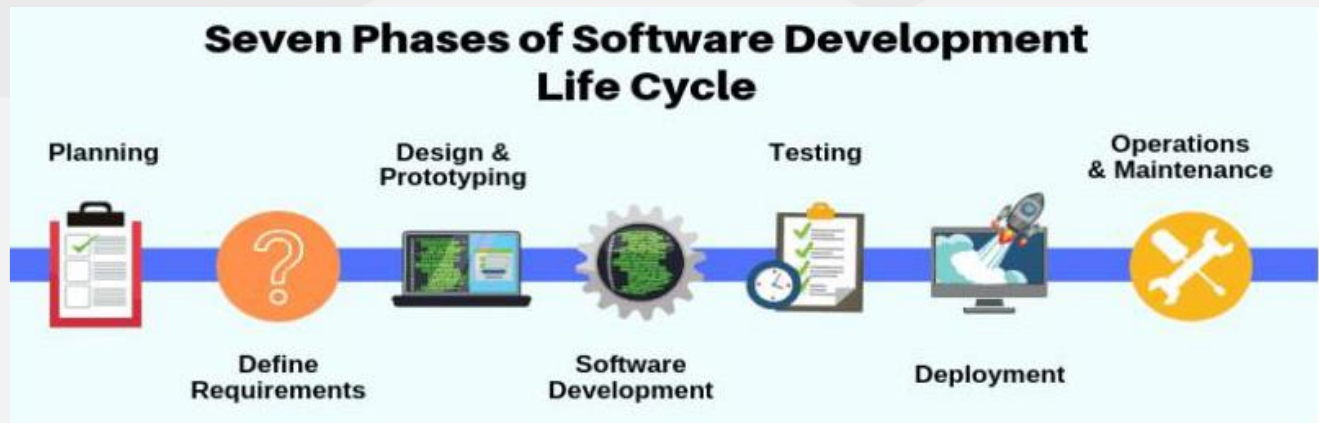 Seven Phases of Software Development
Life Cycle
Planning
Define
Requirements
Design &
Prototyping
Software
Development
Testing
Deployment
Operations
& Maintenance